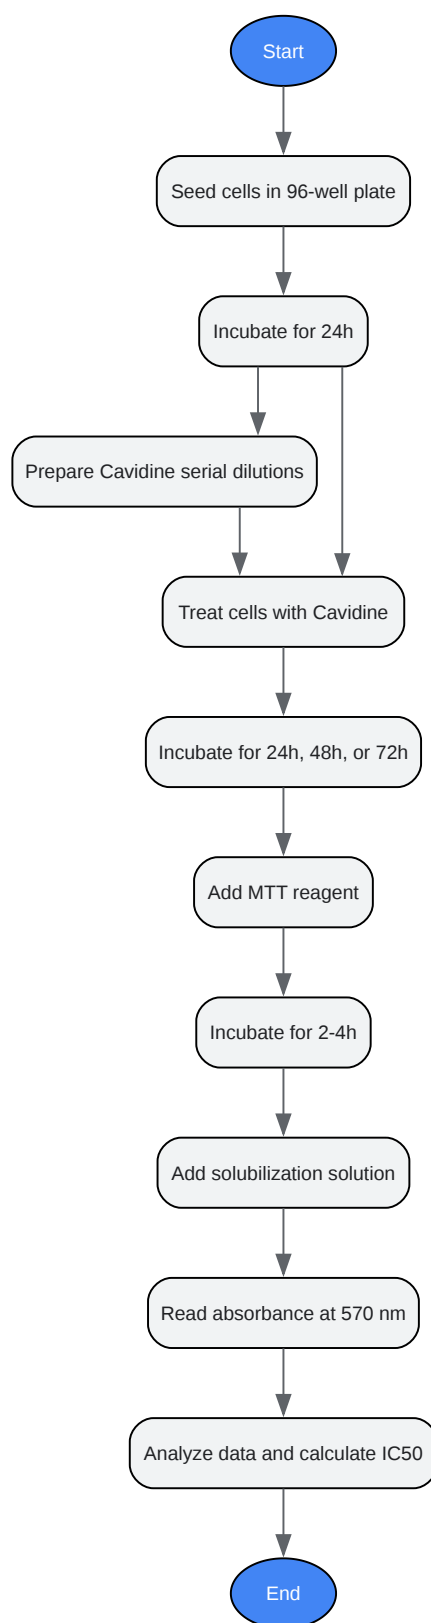 Start
Seed cells in 96-well plate
Incubate for 24h
Prepare Cavidine serial dilutions
Treat cells with Cavidine
Incubate for 24h, 48h, or 72h
Add MTT reagent
Incubate for 2-4h
Add solubilization solution
Read absorbance at 570 nm
Analyze data and calculate IC50
End